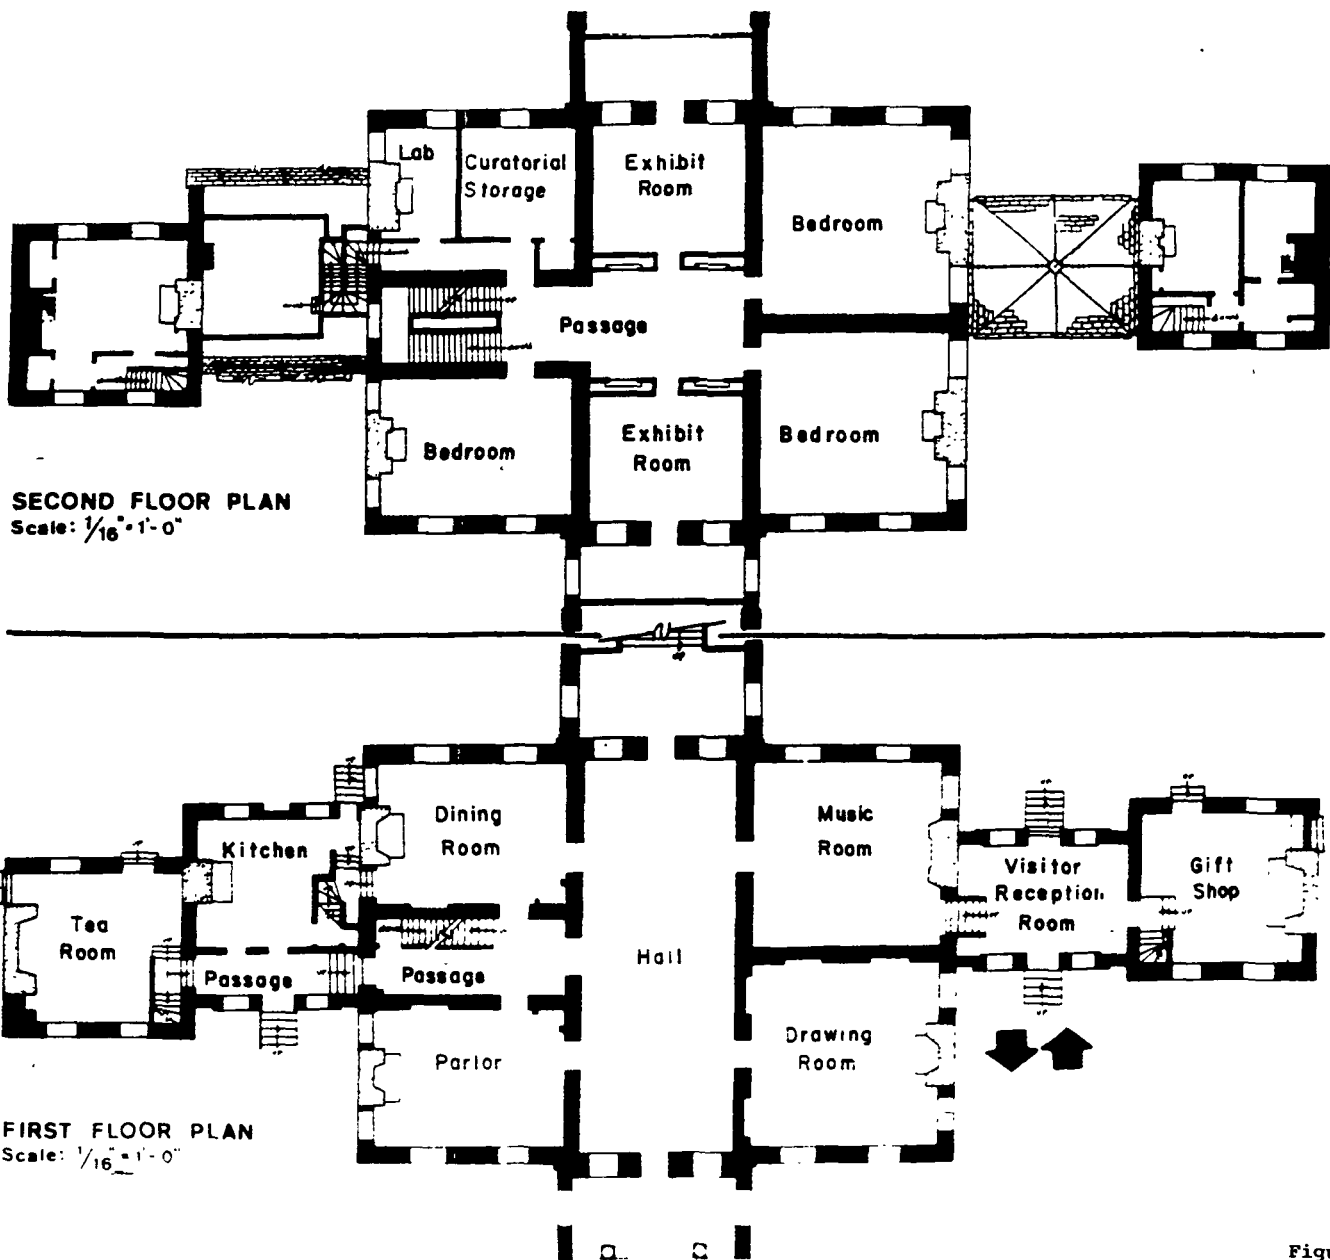 Lab
Curatorial
Storage
Exhibit
Room
Bedroom
Passage
Bedroom
Exhibit
Room
Bedroom
SECOND FLOOR PLAN
Scale: 1/16" = 1'-0"
Dining
Room
Music
Room
Kitchen
Visitor
Reception
Room
Gift
Shop
Tea
Room
Passage
Passage
Hall
Parlor
Drawing
Room
FIRST FLOOR PLAN
Scale: 1/16" = 1'-0"
Figu